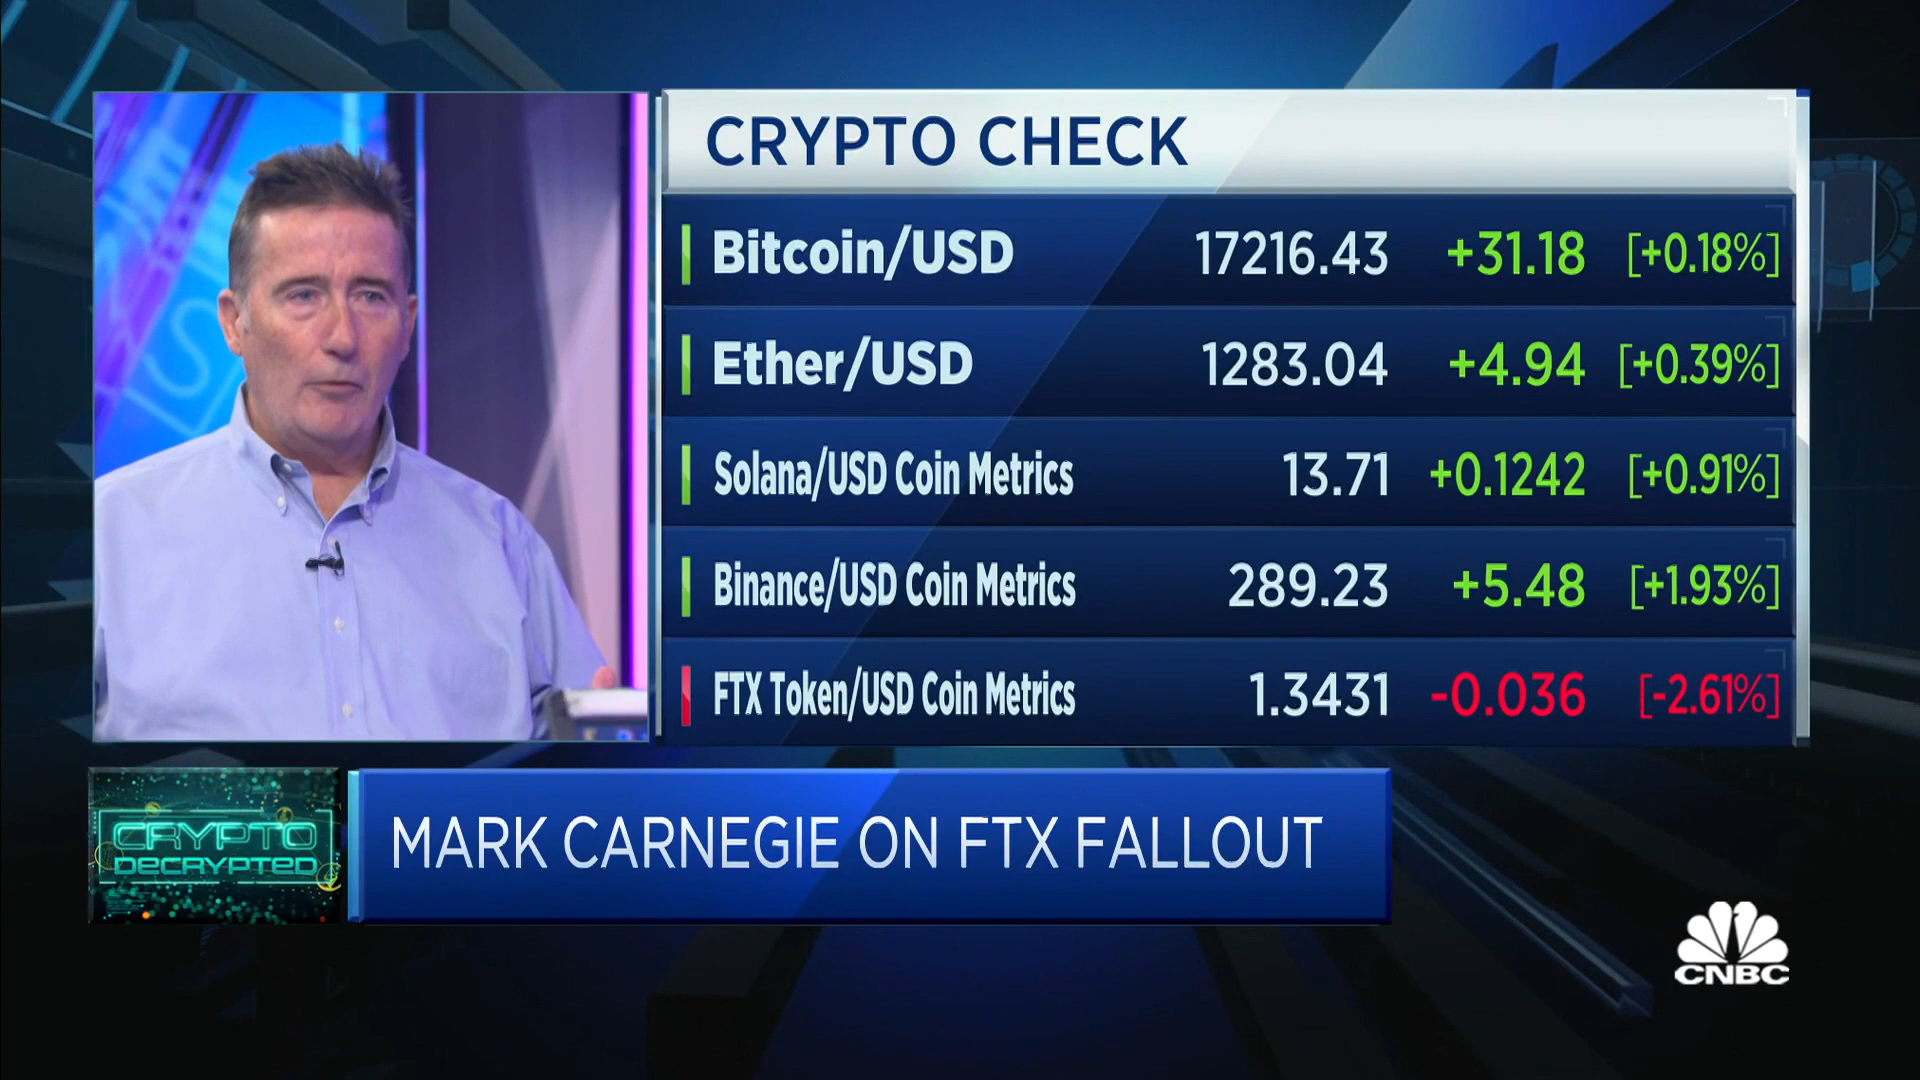 CRYPTO CHECK
Bitcoin/USD 17216.43 +31.18 [+0.18%]
Ether/USD 1283.04 +4.94 [+0.39%]
Solana/USD Coin Metrics 13.71 +0.1242 [+0.91%]
Binance/USD Coin Metrics 289.23 +5.48 [+1.93%]
FTX Token/USD Coin Metrics 1.3431 -0.036 [-2.61%]
CRYPTO
DECRYPTED
MARK CARNEGIE ON FTX FALLOUT
CNBC